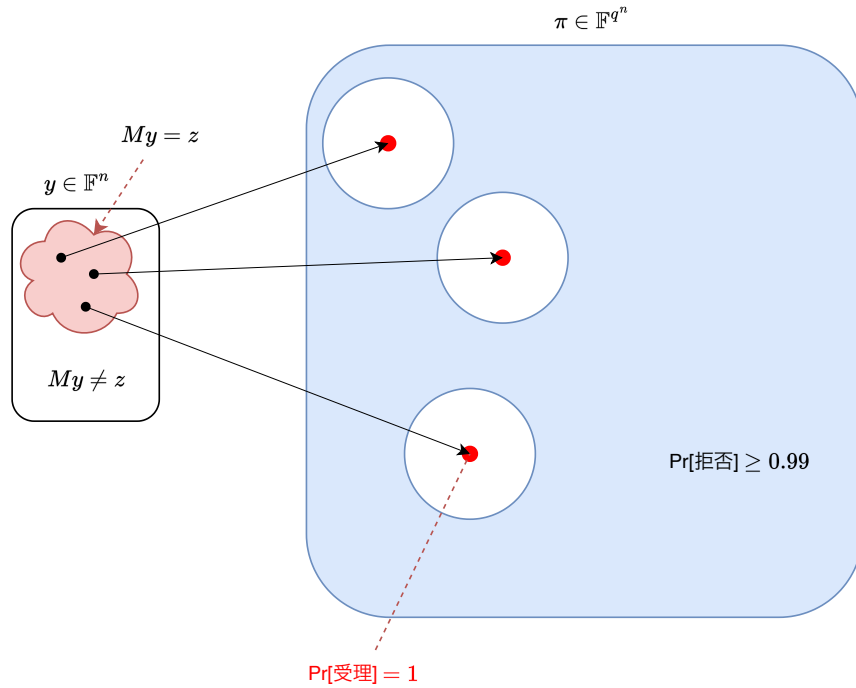 π ∈ 𝔽^{q^n}
My = z
y ∈ 𝔽^n
My ≠ z
Pr[拒否] ≥ 0.99
Pr[受理] = 1